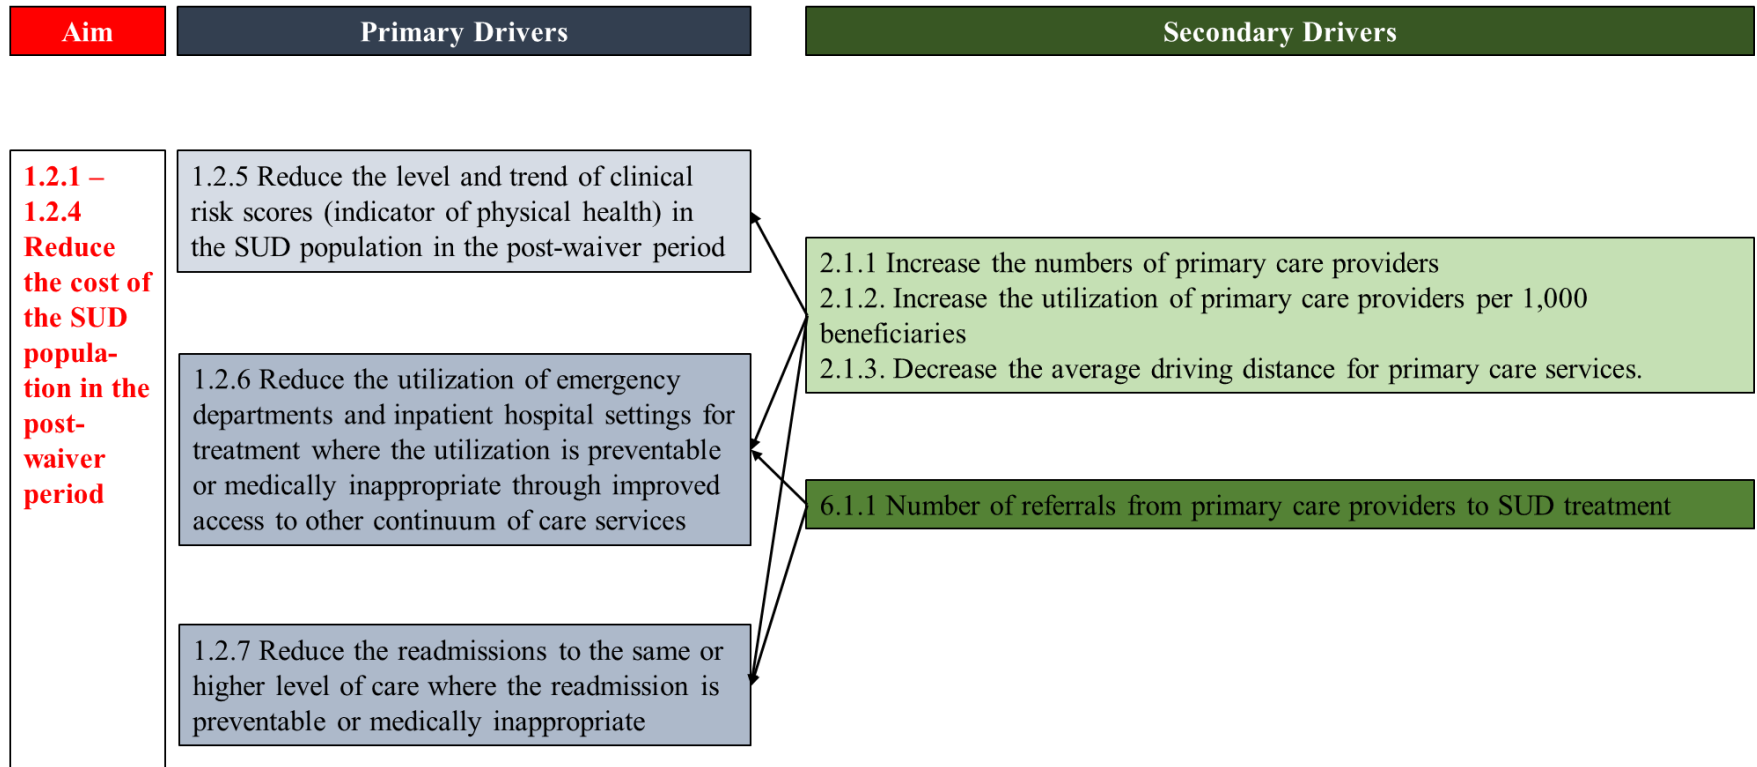 Aim
Primary Drivers
Secondary Drivers
1.2.1 –
1.2.4
Reduce
the cost of
the SUD
popula-
tion in the
post-
waiver
period
1.2.5 Reduce the level and trend of clinical
risk scores (indicator of physical health) in
the SUD population in the post-waiver period
1.2.6 Reduce the utilization of emergency
departments and inpatient hospital settings for
treatment where the utilization is preventable
or medically inappropriate through improved
access to other continuum of care services
1.2.7 Reduce the readmissions to the same or
higher level of care where the readmission is
preventable or medically inappropriate
2.1.1 Increase the numbers of primary care providers
2.1.2. Increase the utilization of primary care providers per 1,000
beneficiaries
2.1.3. Decrease the average driving distance for primary care services.
6.1.1 Number of referrals from primary care providers to SUD treatment